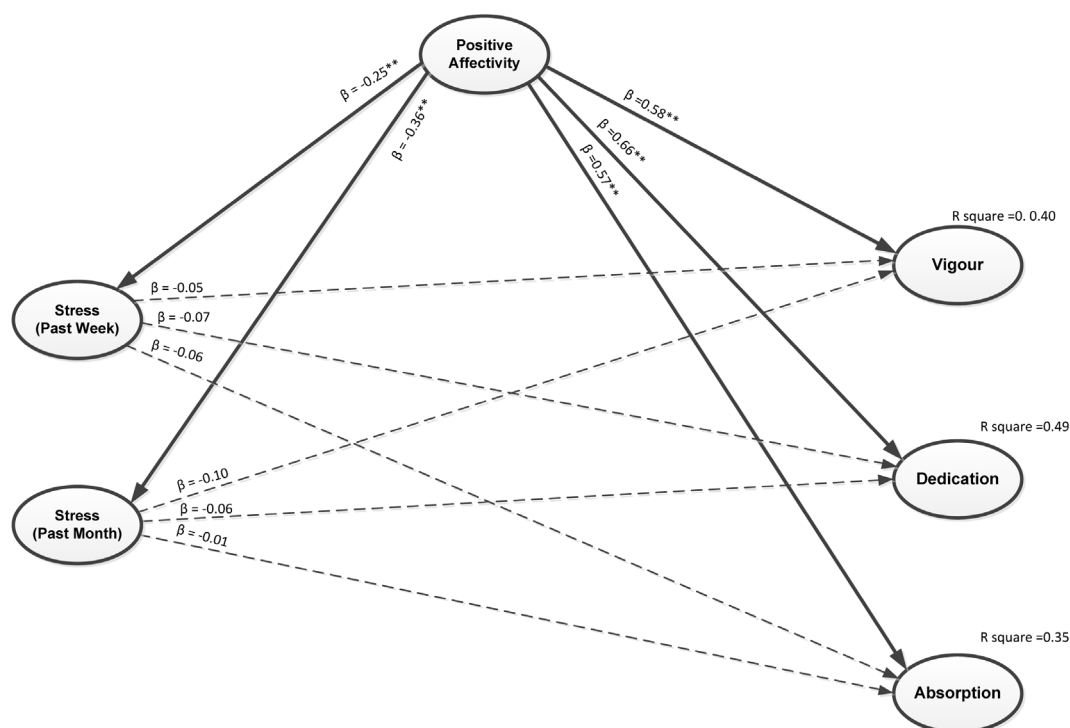 Positive
Affectivity
β = -0.25**
β = -0.36**
β =0.58**
β =0.66**
β =0.57**
R square =0. 0.40
Vigour
Stress
(Past Week)
β = -0.05
β = -0.07
β = -0.06
R square =0.49
Dedication
Stress
(Past Month)
β = -0.10
β = -0.06
β = -0.01
R square =0.35
Absorption